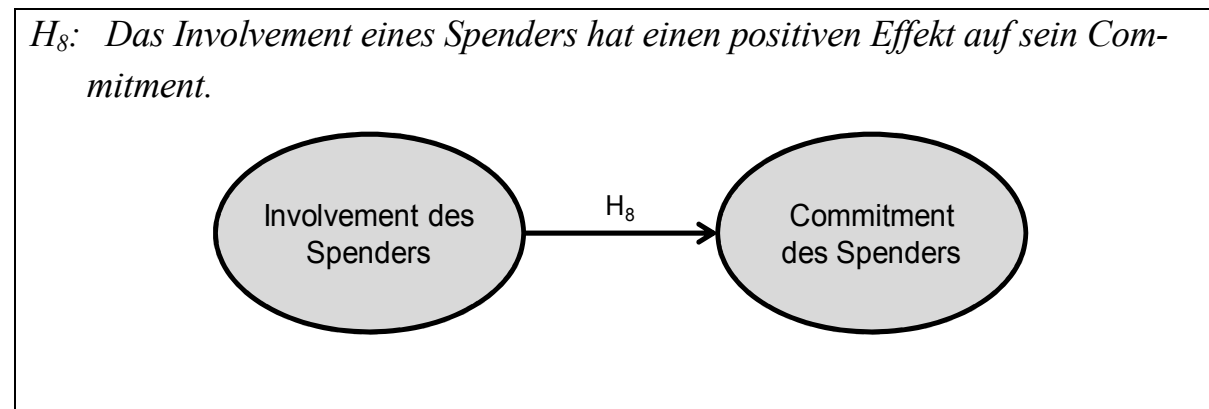 H₈: Das Involvement eines Spenders hat einen positiven Effekt auf sein Com-
mitment.
Involvement des
Spenders
H₈
Commitment
des Spenders